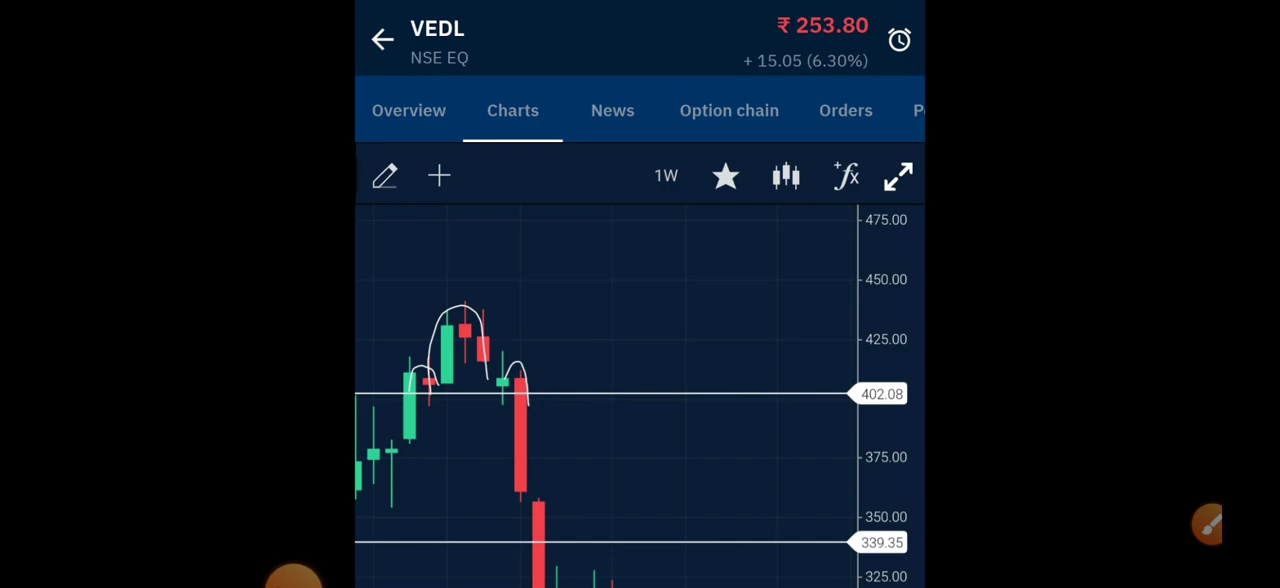 VEDL
₹ 253.80
NSE EQ
+ 15.05 (6.30%)
Overview Charts News Option chain Orders
1W
475.00
450.00
425.00
402.08
375.00
350.00
339.35
325.00